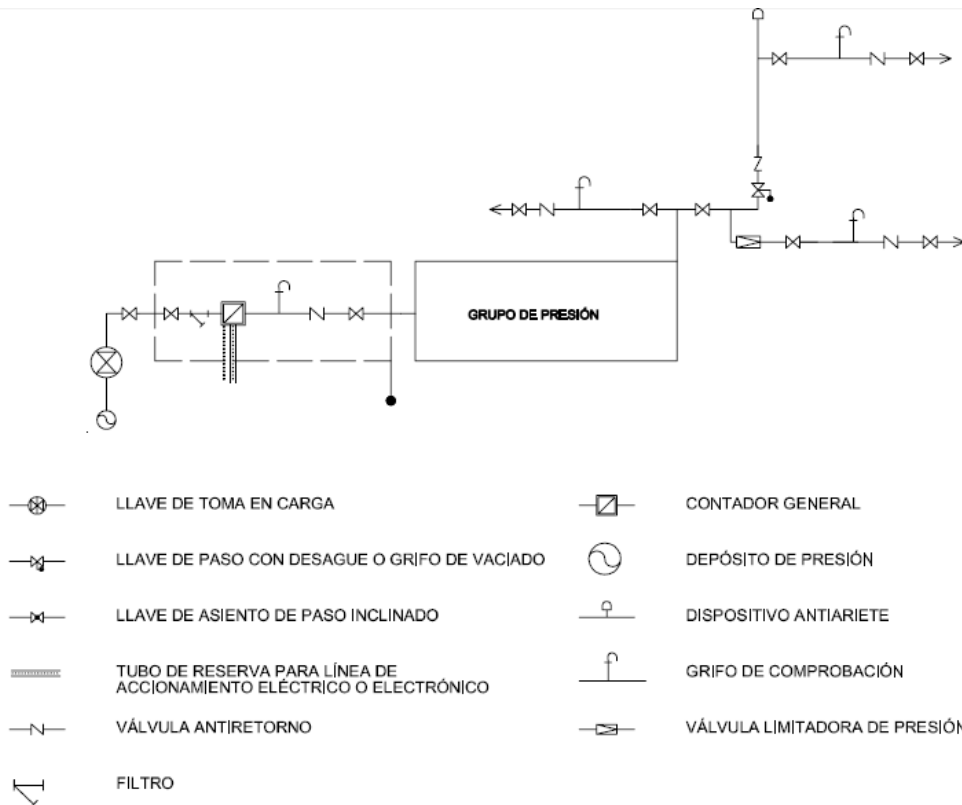 GRUPO DE PRESIÓN
LLAVE DE TOMA EN CARGA
LLAVE DE PASO CON DESAGUE O GRIFO DE VACIADO
LLAVE DE ASIENTO DE PASO INCLINADO
TUBO DE RESERVA PARA LÍNEA DE
ACCIONAMIENTO ELÉCTRICO O ELECTRÓNICO
VÁLVULA ANTIRETORNO
FILTRO
CONTADOR GENERAL
DEPÓSITO DE PRESIÓN
DISPOSITIVO ANTIARIETE
GRIFO DE COMPROBACIÓN
VÁLVULA LIMITADORA DE PRESIÓN